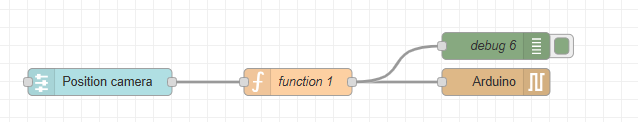 debug 6
Position camera
function 1
Arduino